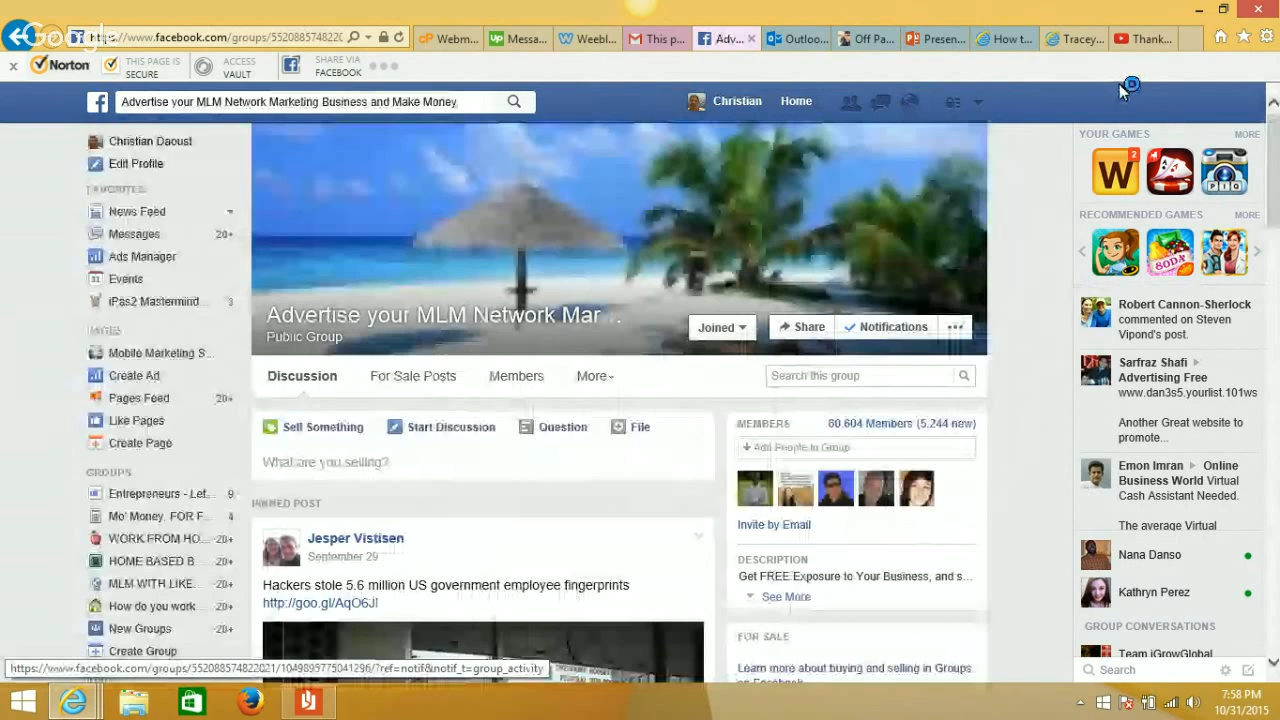 Google
https://www.facebook.com/groups/552088574822
cP Webm...
Messa...
Weebl...
This p...
Adv...
Outloo...
Off Pa...
Presen...
How t...
Tracey...
Thank...
Norton
THIS PAGE IS
SECURE
ACCESS
VAULT
SHARE VIA
FACEBOOK
Advertise your MLM Network Marketing Business and Make Money
Christian
Home
Christian Daoust
Edit Profile
FAVORITES
News Feed
Messages 20+
Ads Manager
Events
iPas2 Mastermind 3
PAGES
Mobile Marketing S...
Create Ad
Pages Feed 20+
Like Pages
Create Page
GROUPS
Entrepreneurs - Let... 9
Mo' Money. FOR F... 4
WORK FROM HO... 20+
HOME BASED B... 20+
MLM WITH LIKE... 20+
How do you work... 20+
New Groups 20+
Create Group
Advertise your MLM Network Mar ...
Public Group
Joined
Share
Notifications
Discussion
For Sale Posts
Members
More
Search this group
Sell Something
Start Discussion
Question
File
What are you selling?
PINNED POST
Jesper Vistisen
September 29
Hackers stole 5.6 million US government employee fingerprints
http://goo.gl/AqO6JI
MEMBERS
80,604 Members (5,244 new)
+ Add People to Group
Invite by Email
DESCRIPTION
Get FREE Exposure to Your Business, and s...
See More
FOR SALE
Learn more about buying and selling in Groups
on Facebook.
YOUR GAMES MORE
W 2
RECOMMENDED GAMES MORE
SODA
Robert Cannon-Sherlock
commented on Steven
Vipond's post.
Sarfraz Shafi
Advertising Free
www.dan3s5.yourlist.101ws
Another Great website to
promote...
Emon Imran Online
Business World Virtual
Cash Assistant Needed.
The average Virtual
Nana Danso
Kathryn Perez
GROUP CONVERSATIONS
Team iGrowGlobal
Search
https://www.facebook.com/groups/552088574822021/1049895775041296/?ref=notif&notif_t=group_activity
7:58 PM
10/31/2015